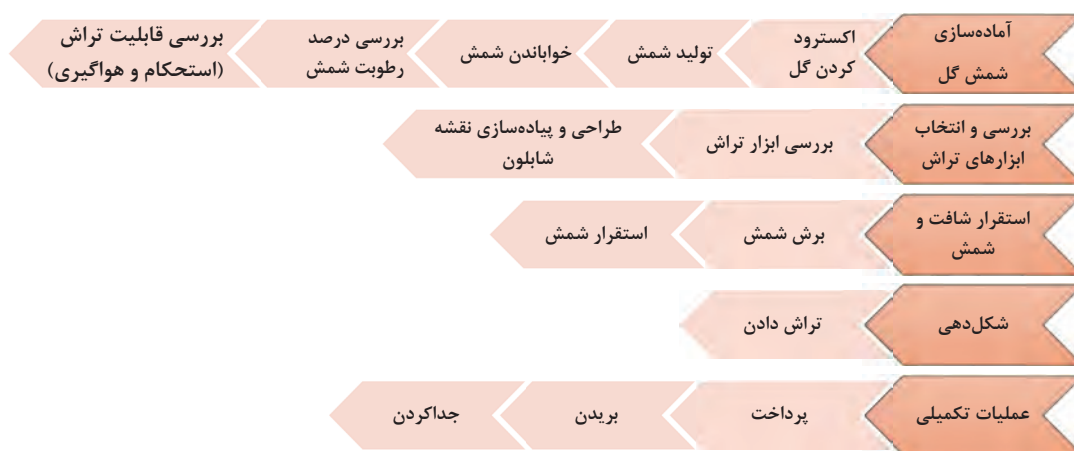 آماده‌سازی
شمش گل
اکسترود
کردن گل
تولید شمش
خواباندن شمش
بررسی درصد
رطوبت شمش
بررسی قابلیت تراش
(استحکام و هواگیری)
بررسی و انتخاب
ابزارهای تراش
بررسی ابزار تراش
طراحی و پیاده‌سازی نقشه
شابلون
استقرار شافت و
شمش
برش شمش
استقرار شمش
شکل‌دهی
تراش دادن
عملیات تکمیلی
پرداخت
بریدن
جداکردن